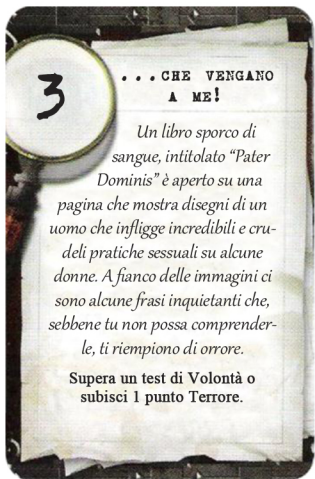 3
...CHE VENGANO
A ME!
Un libro sporco di
sangue, intitolato “Pater
Dominis” è aperto su una
pagina che mostra disegni di un
uomo che infligge incredibili e cru-
deli pratiche sessuali su alcune
donne. A fianco delle immagini ci
sono alcune frasi inquietanti che,
sebbene tu non possa comprender-
le, ti riempiono di orrore.
Supera un test di Volontà o
subisci 1 punto Terrore.